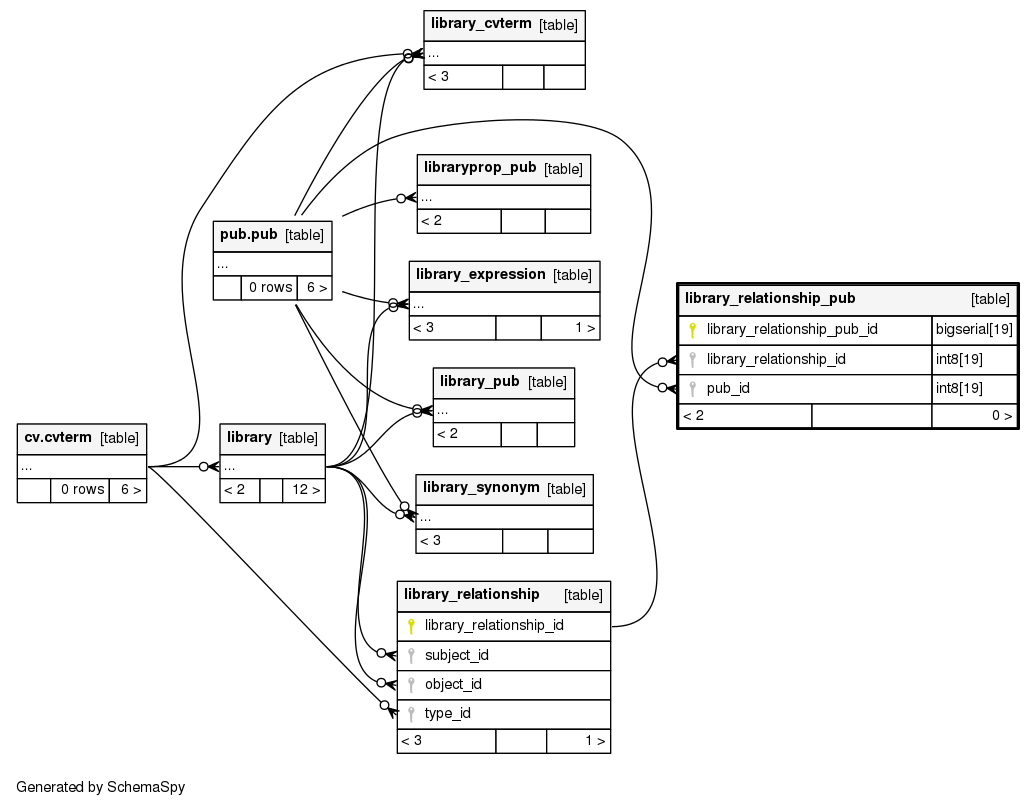 library_cvterm [table]
...
< 3
libraryprop_pub [table]
...
< 2
pub.pub [table]
...
0 rows 6 >
library_expression [table]
...
< 3 1 >
library_relationship_pub [table]
library_relationship_pub_id bigserial[19]
library_relationship_id int8[19]
pub_id int8[19]
< 2 0 >
library_pub [table]
...
< 2
cv.cvterm [table]
...
0 rows 6 >
library [table]
...
< 2 12 >
library_synonym [table]
...
< 3
library_relationship [table]
library_relationship_id
subject_id
object_id
type_id
< 3 1 >
Generated by SchemaSpy